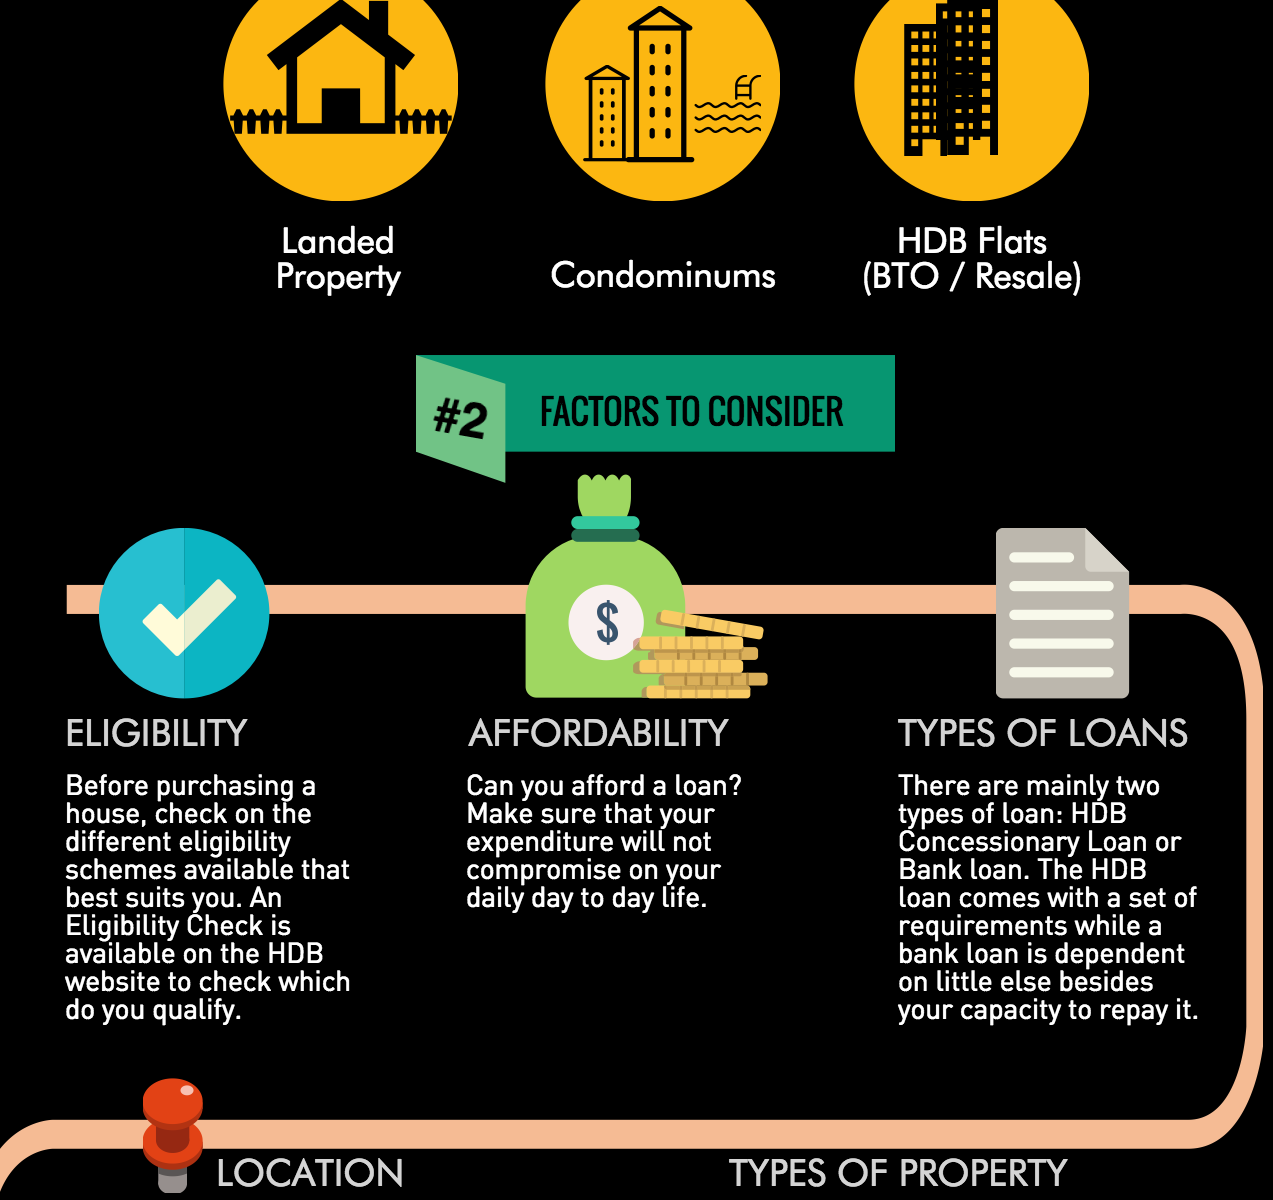 Landed
Property
Condominums
HDB Flats
(BTO / Resale)
#2
FACTORS TO CONSIDER
$
ELIGIBILITY
Before purchasing a
house, check on the
different eligibility
schemes available that
best suits you. An
Eligibility Check is
available on the HDB
website to check which
do you qualify.
AFFORDABILITY
Can you afford a loan?
Make sure that your
expenditure will not
compromise on your
daily day to day life.
TYPES OF LOANS
There are mainly two
types of loan: HDB
Concessionary Loan or
Bank loan. The HDB
loan comes with a set of
requirements while a
bank loan is dependent
on little else besides
your capacity to repay it.
LOCATION
TYPES OF PROPERTY